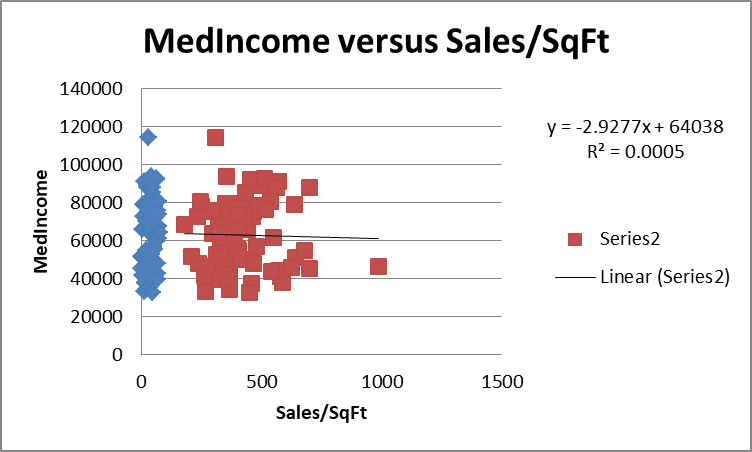 MedIncome versus Sales/SqFt
140000
120000
100000
80000
60000
40000
20000
0
MedIncome
0
500
1000
1500
Sales/SqFt
y = -2.9277x + 64038
R² = 0.0005
Series2
Linear (Series2)